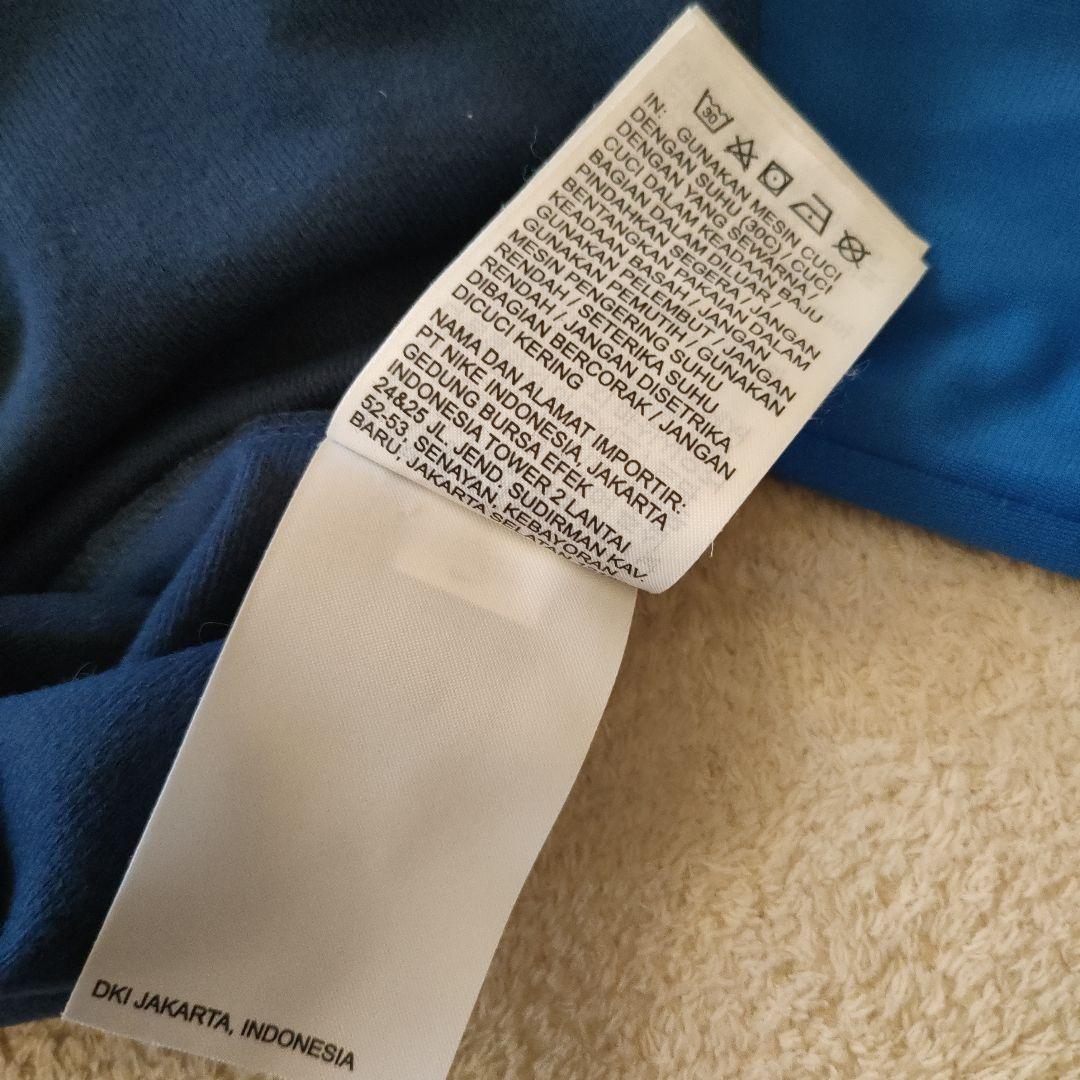 30
IN: GUNAKAN MESIN CUCI
DENGAN SUHU (30C) / CUCI
DENGAN YANG SEWARNA /
CUCI DALAM KEADAAN BAJU
BAGIAN DALAM DILUAR /
PINDAHKAN SEGERA / JANGAN
BENTANGKAN PAKAIAN DALAM
KEADAAN BASAH / JANGAN
GUNAKAN PELEMBUT / JANGAN
GUNAKAN PEMUTIH / GUNAKAN
MESIN PENGERING SUHU
RENDAH / SETERIKA SUHU
RENDAH / JANGAN DISETRIKA
DIBAGIAN BERCORAK / JANGAN
DICUCI KERING
NAMA DAN ALAMAT IMPORTIR:
PT NIKE INDONESIA, JAKARTA
GEDUNG BURSA EFEK
INDONESIA TOWER 2 LANTAI
24&25 JL. JEND, SUDIRMAN KAV.
52-53, SENAYAN, KEBAYORAN
BARU, JAKARTA SELATAN
DKI JAKARTA, INDONESIA